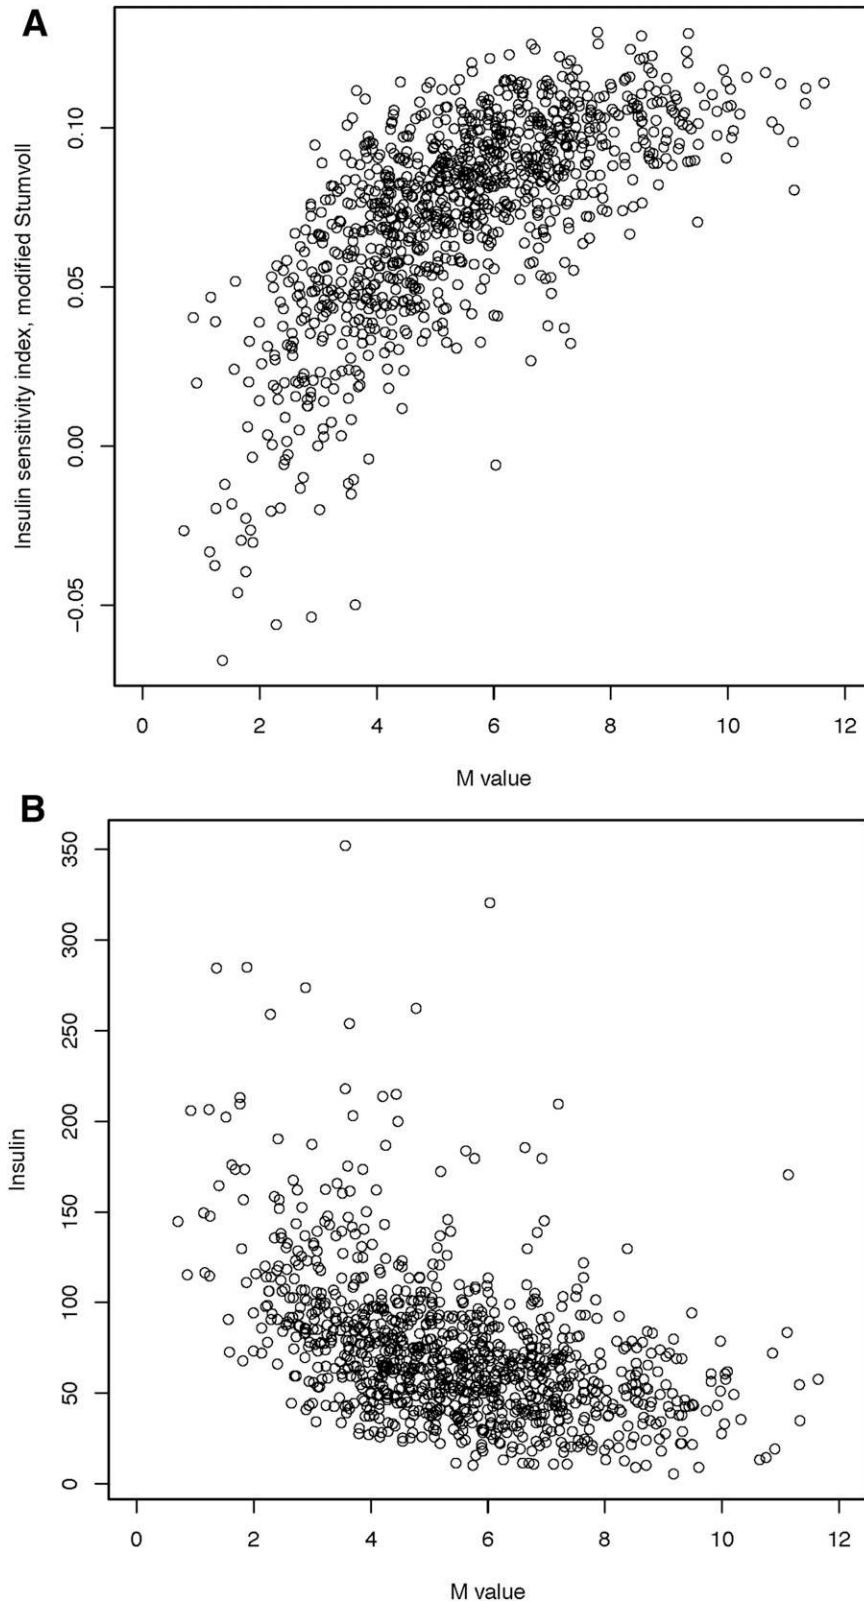 A
Insulin sensitivity index, modified Stumvoll
0.10
0.05
0.00
−0.05
0 2 4 6 8 10 12
M value
B
Insulin
350
300
250
200
150
100
50
0
0 2 4 6 8 10 12
M value